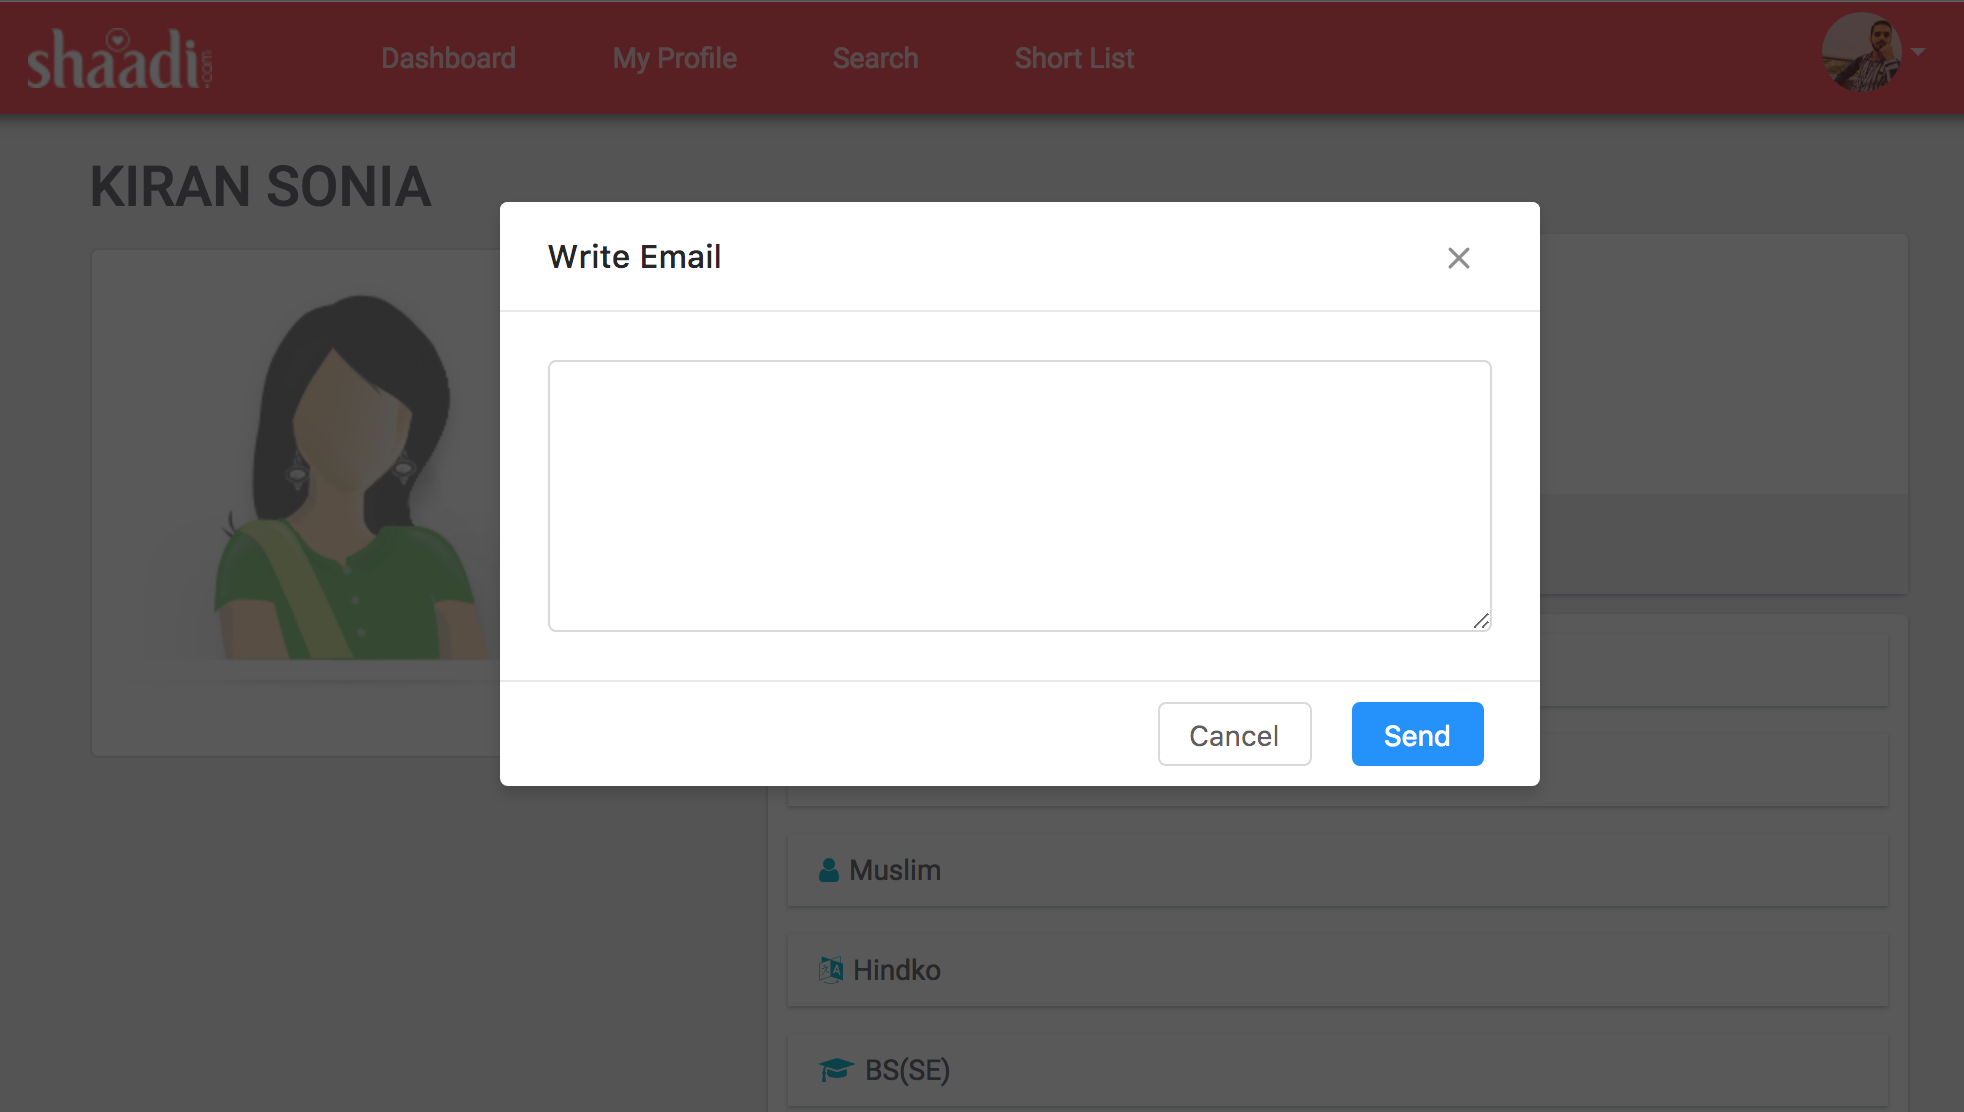 shaadi.com
Dashboard My Profile Search Short List
KIRAN SONIA
Write Email
Cancel Send
Muslim
Hindko
BS(SE)